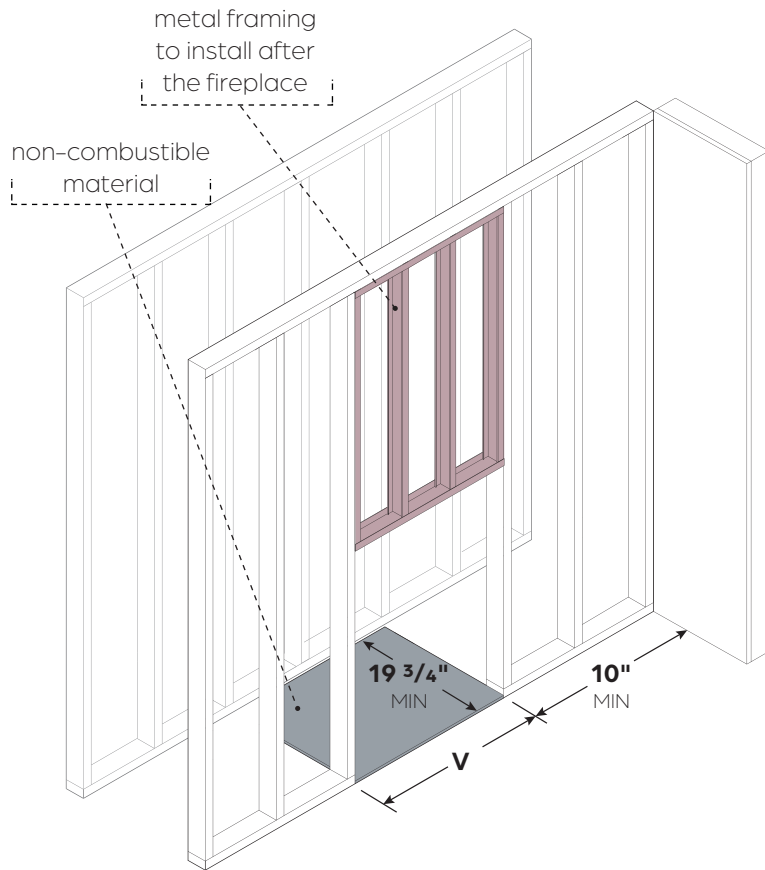 metal framing
to install after
the fireplace
non-combustible
material
19 3/4"
MIN
10"
MIN
V